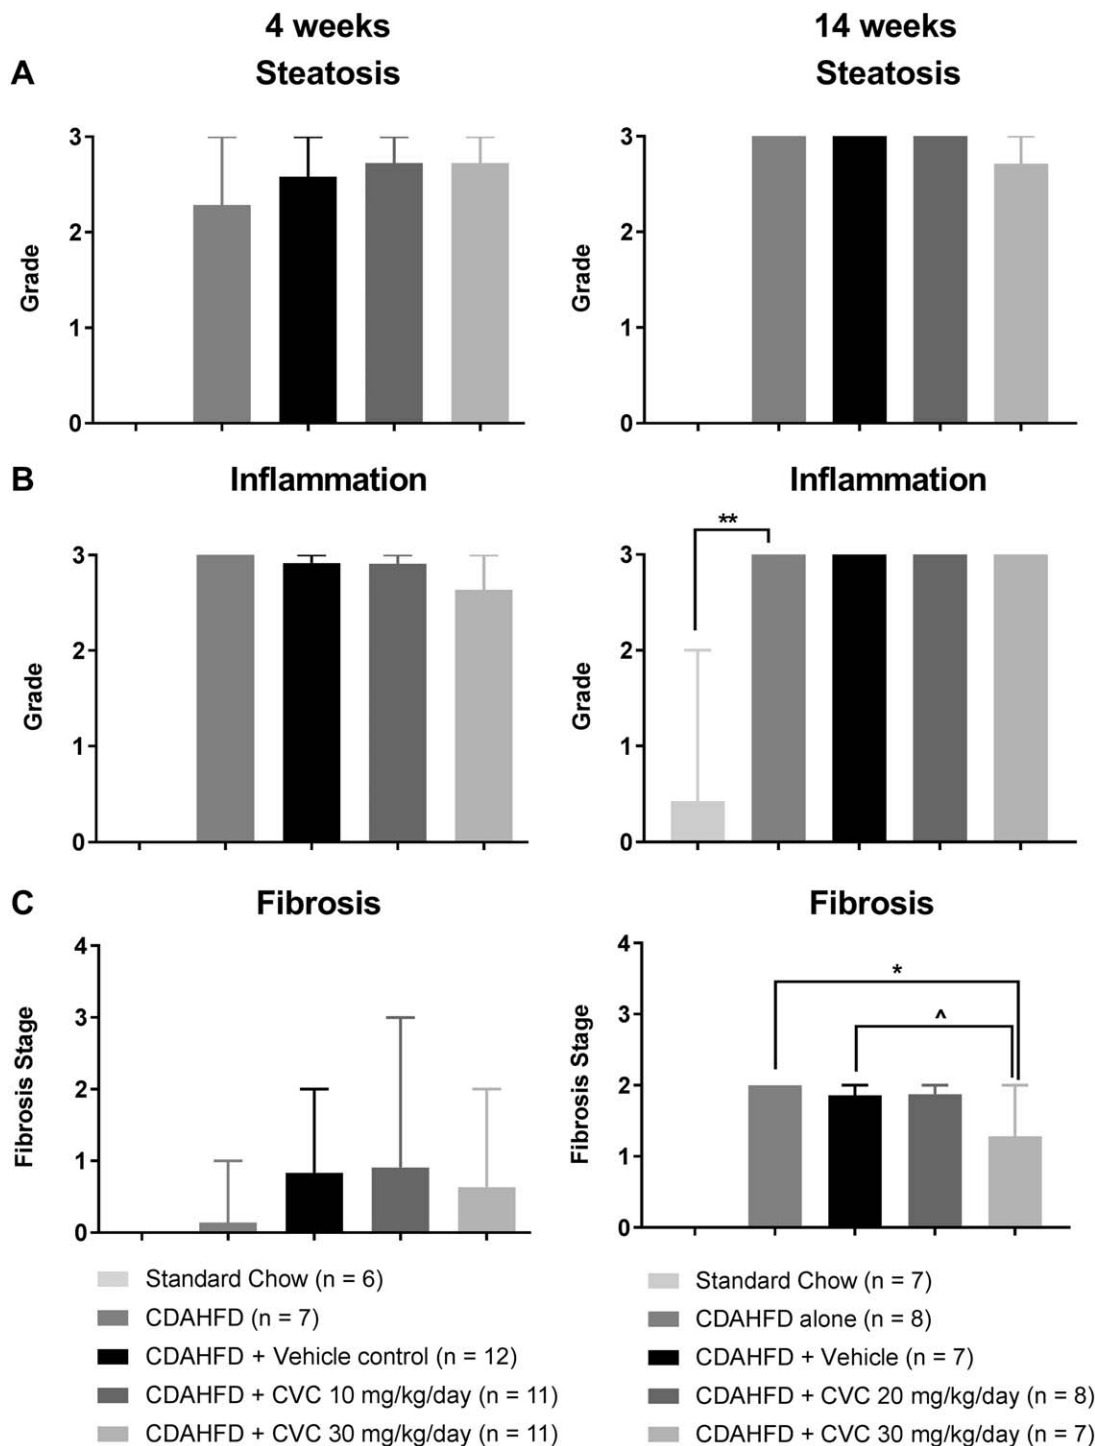 4 weeks
14 weeks
A
Steatosis
Steatosis
3
2
1
0
Grade
3
2
1
0
Grade
B
Inflammation
Inflammation
3
2
1
0
Grade
**
3
2
1
0
Grade
C
Fibrosis
Fibrosis
4
3
2
1
0
Fibrosis Stage
*
^
4
3
2
1
0
Fibrosis Stage
Standard Chow (n = 6)
CDAHFD (n = 7)
CDAHFD + Vehicle control (n = 12)
CDAHFD + CVC 10 mg/kg/day (n = 11)
CDAHFD + CVC 30 mg/kg/day (n = 11)
Standard Chow (n = 7)
CDAHFD alone (n = 8)
CDAHFD + Vehicle (n = 7)
CDAHFD + CVC 20 mg/kg/day (n = 8)
CDAHFD + CVC 30 mg/kg/day (n = 7)